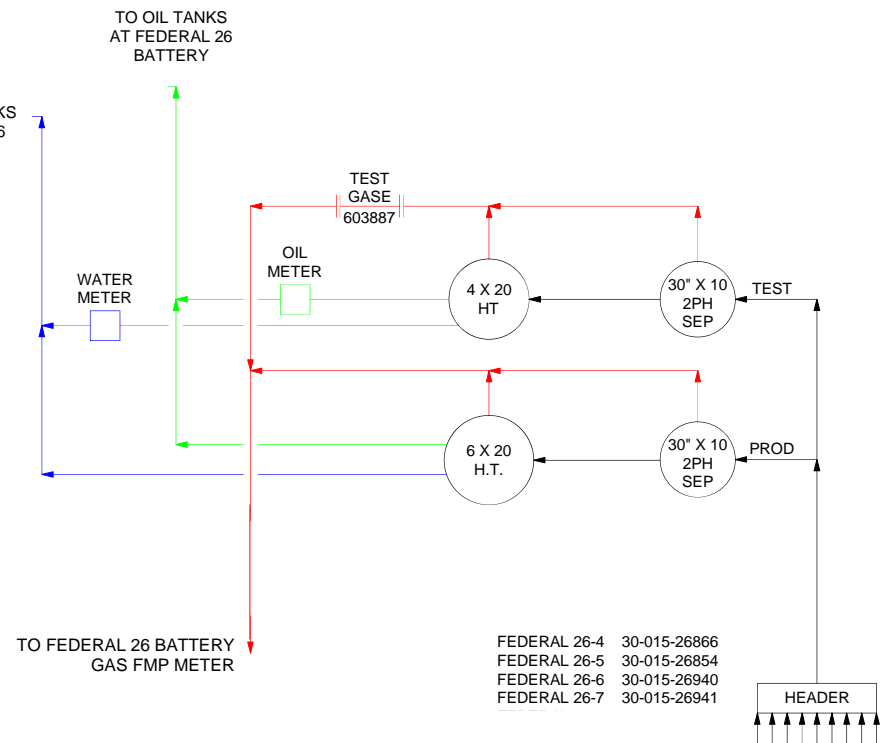 TO OIL TANKS
AT FEDERAL 26
BATTERY
TEST
GASE
603887
OIL
METER
WATER
METER
4 X 20
HT
30" X 10
2PH
SEP
TEST
6 X 20
H.T.
30" X 10
2PH
SEP
PROD
TO FEDERAL 26 BATTERY
GAS FMP METER
FEDERAL 26-4 30-015-26866
FEDERAL 26-5 30-015-26854
FEDERAL 26-6 30-015-26940
FEDERAL 26-7 30-015-26941
HEADER